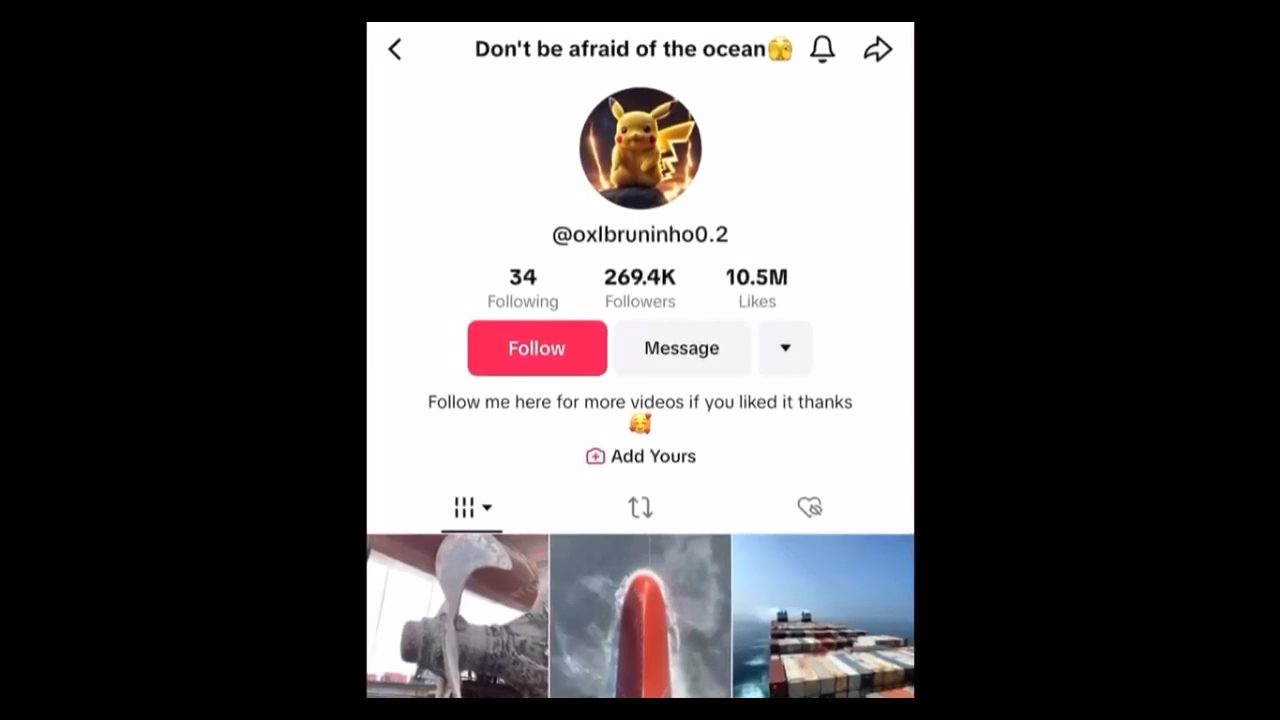 Don't be afraid of the ocean🫣
@oxlbruninho0.2
34 269.4K 10.5M
Following Followers Likes
Follow Message
Follow me here for more videos if you liked it thanks
🥰
Add Yours